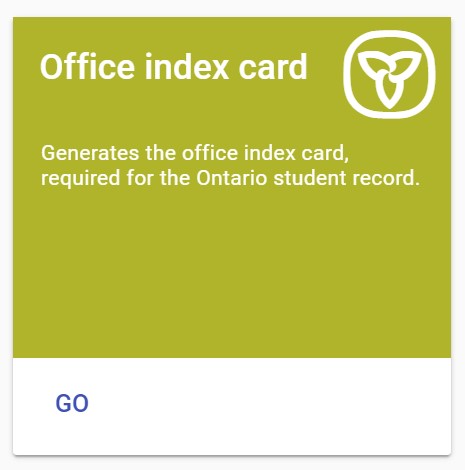 Office index card
Generates the office index card,
required for the Ontario student record.
GO